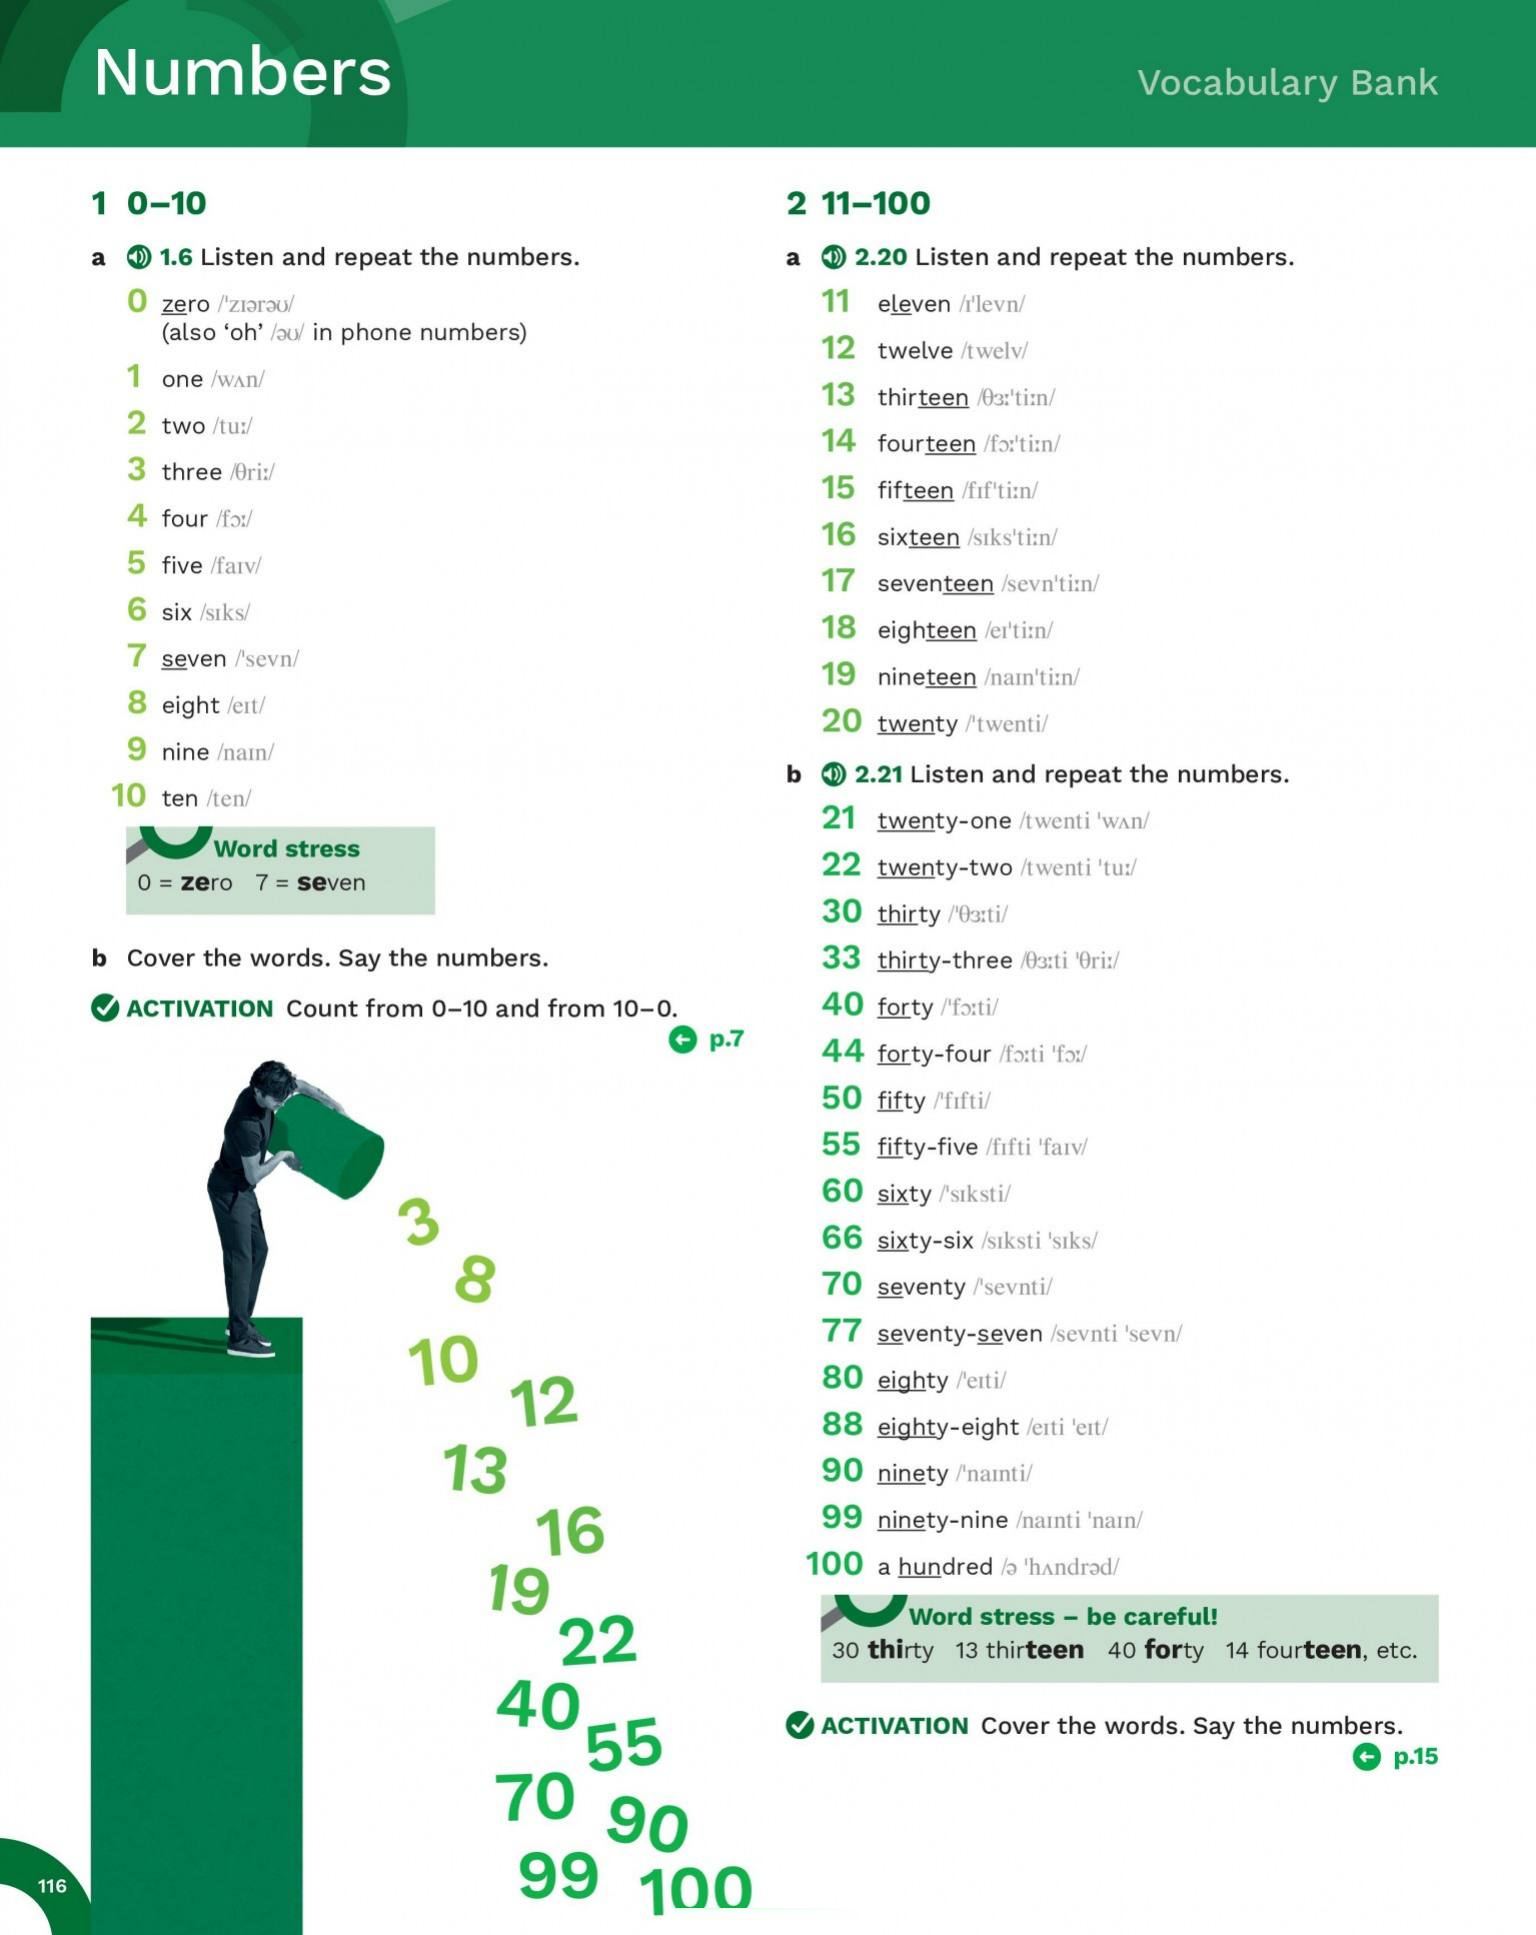 Numbers
Vocabulary Bank
1 0–10
a 1.6 Listen and repeat the numbers.
0 zero /ˈzɪərəʊ/
(also ‘oh’ /əʊ/ in phone numbers)
1 one /wʌn/
2 two /tuː/
3 three /θriː/
4 four /fɔː/
5 five /faɪv/
6 six /sɪks/
7 seven /ˈsevn/
8 eight /eɪt/
9 nine /naɪn/
10 ten /ten/
Word stress
0 = zero 7 = seven
b Cover the words. Say the numbers.
ACTIVATION Count from 0–10 and from 10–0.
p.7
3
8
10
12
13
16
19
22
40
55
70
90
99
100
116
2 11–100
a 2.20 Listen and repeat the numbers.
11 eleven /ɪˈlevn/
12 twelve /twelv/
13 thirteen /θɜːˈtiːn/
14 fourteen /fɔːˈtiːn/
15 fifteen /fɪfˈtiːn/
16 sixteen /sɪksˈtiːn/
17 seventeen /sevnˈtiːn/
18 eighteen /eɪˈtiːn/
19 nineteen /naɪnˈtiːn/
20 twenty /ˈtwenti/
b 2.21 Listen and repeat the numbers.
21 twenty-one /twenti ˈwʌn/
22 twenty-two /twenti ˈtuː/
30 thirty /ˈθɜːti/
33 thirty-three /θɜːti ˈθriː/
40 forty /ˈfɔːti/
44 forty-four /fɔːti ˈfɔː/
50 fifty /ˈfɪfti/
55 fifty-five /fɪfti ˈfaɪv/
60 sixty /ˈsɪksti/
66 sixty-six /sɪksti ˈsɪks/
70 seventy /ˈsevnti/
77 seventy-seven /sevnti ˈsevn/
80 eighty /ˈeɪti/
88 eighty-eight /eɪti ˈeɪt/
90 ninety /ˈnaɪnti/
99 ninety-nine /naɪnti ˈnaɪn/
100 a hundred /ə ˈhʌndrəd/
Word stress – be careful!
30 thirty 13 thirteen 40 forty 14 fourteen, etc.
ACTIVATION Cover the words. Say the numbers.
p.15